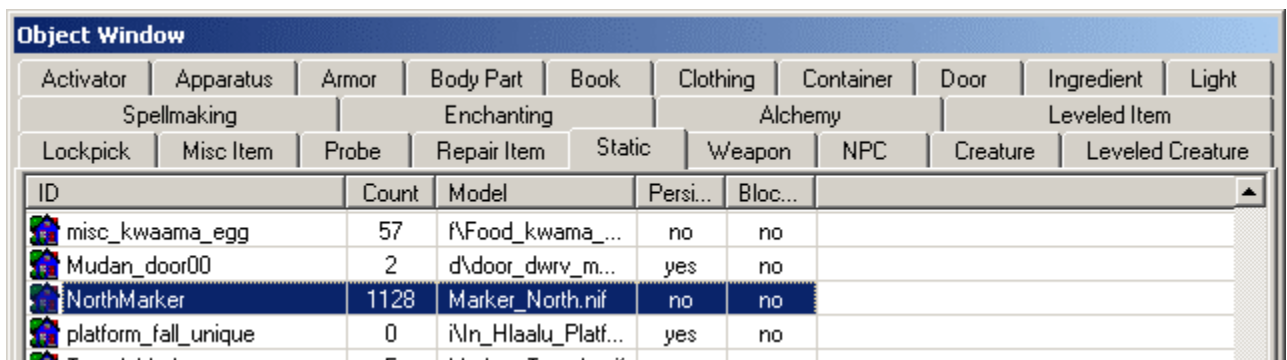 Object Window
Activator Apparatus Armor Body Part Book Clothing Container Door Ingredient Light
Spellmaking Enchanting Alchemy Leveled Item
Lockpick Misc Item Probe Repair Item Static Weapon NPC Creature Leveled Creature
ID Count Model Persi... Bloc...
misc_kwaama_egg 57 f\Food_kwama_... no no
Mudan_door00 2 d\door_dwrv_m... yes no
NorthMarker 1128 Marker_North.nif no no
platform_fall_unique 0 i\In_Hlaalu_Platf... yes no